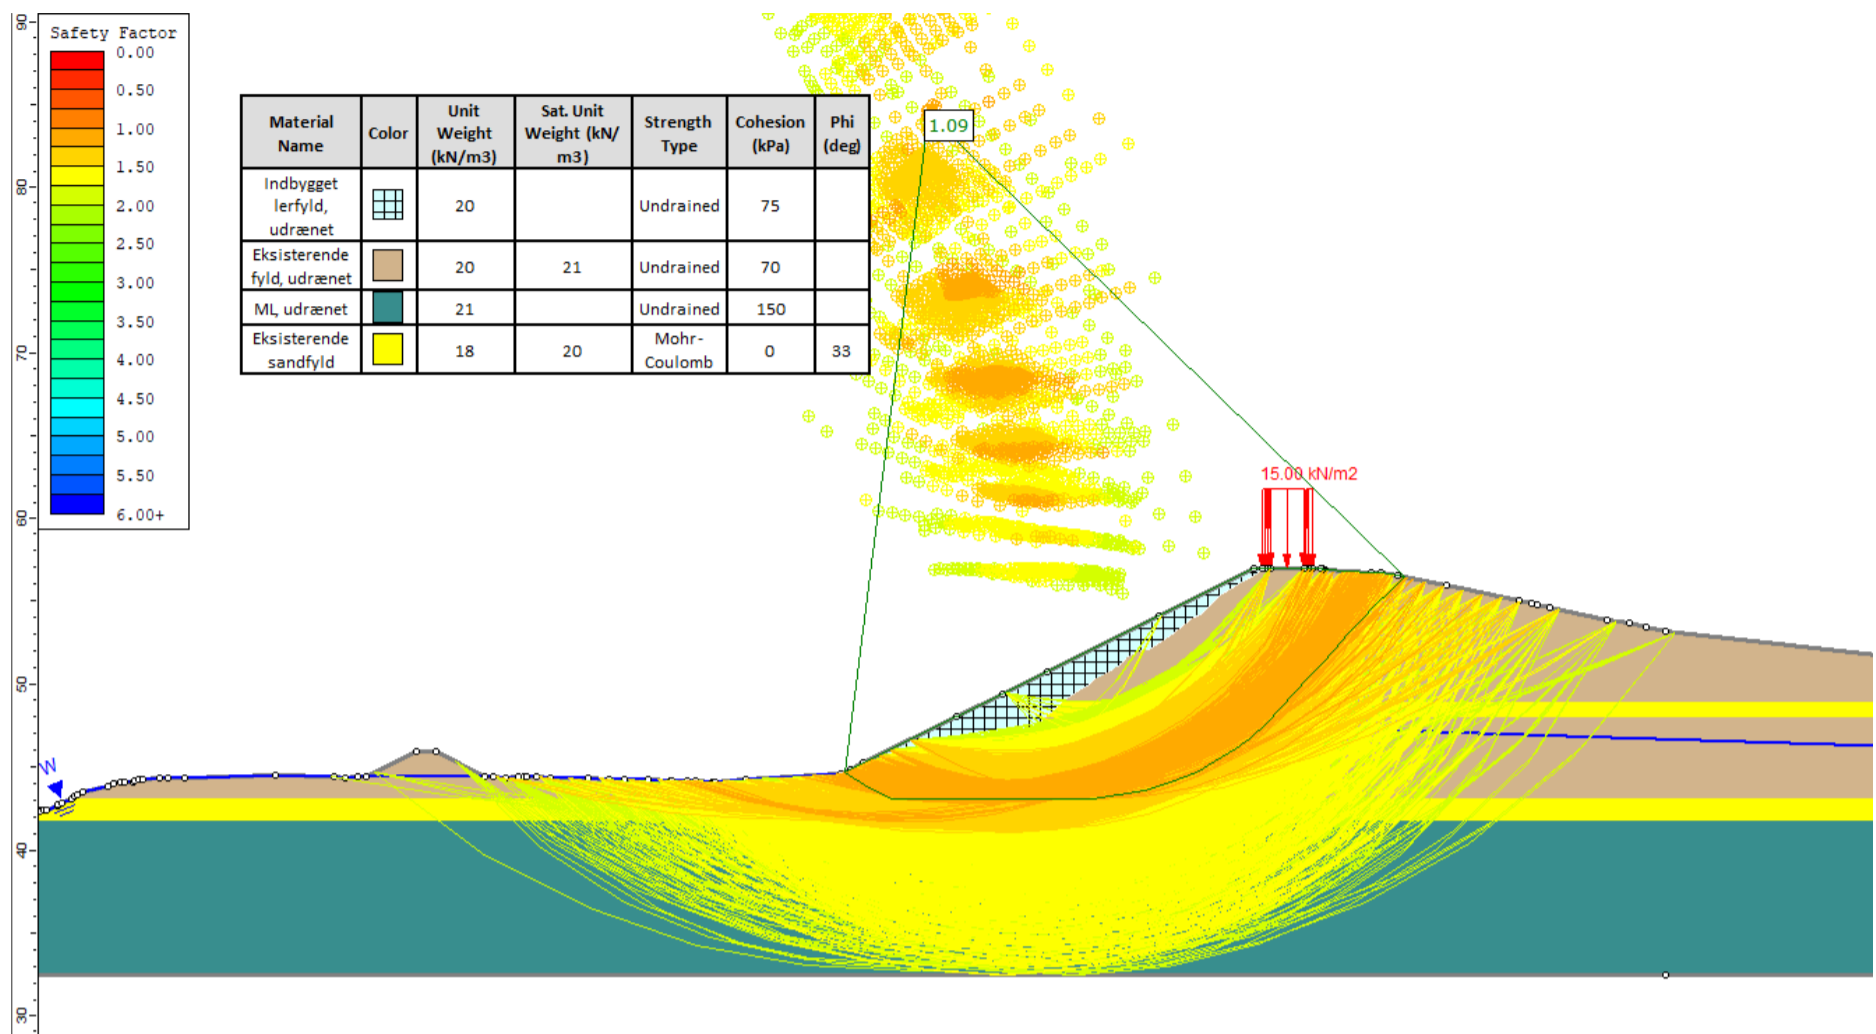 Safety Factor
0.00
0.50
1.00
1.50
2.00
2.50
3.00
3.50
4.00
4.50
5.00
5.50
6.00+
90
80
70
60
50
40
30
Material Name Color Unit Weight (kN/m3) Sat. Unit Weight (kN/ m3) Strength Type Cohesion (kPa) Phi (deg)
Indbygget lerfyld, udrænet 20 Undrained 75
Eksisterende fyld, udrænet 20 21 Undrained 70
ML, udrænet 21 Undrained 150
Eksisterende sandfyld 18 20 Mohr-Coulomb 0 33
1.09
15.00 kN/m2
W